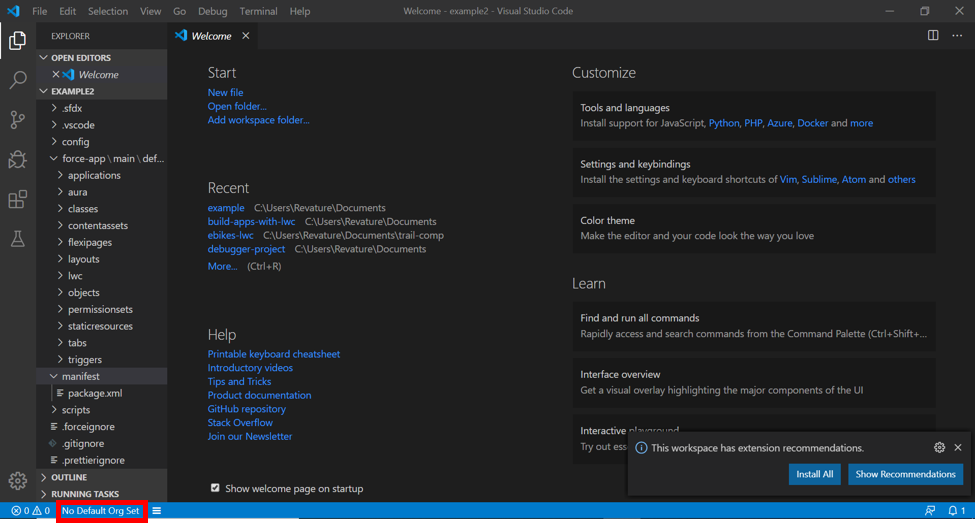 File Edit Selection View Go Debug Terminal Help
Welcome - example2 - Visual Studio Code
EXPLORER
OPEN EDITORS
Welcome
EXAMPLE2
.sfdx
.vscode
config
force-app \ main \ def...
applications
aura
classes
contentassets
flexipages
layouts
lwc
objects
permissionsets
staticresources
tabs
triggers
manifest
package.xml
scripts
.forceignore
.gitignore
.prettierignore
OUTLINE
RUNNING TASKS
Welcome
Start
New file
Open folder...
Add workspace folder...
Recent
example C:\Users\Revature\Documents
build-apps-with-lwc C:\Users\Revature\Documents
ebikes-lwc C:\Users\Revature\Documents\trail-comp
debugger-project C:\Users\Revature\Documents
More... (Ctrl+R)
Help
Printable keyboard cheatsheet
Introductory videos
Tips and Tricks
Product documentation
GitHub repository
Stack Overflow
Join our Newsletter
Show welcome page on startup
Customize
Tools and languages
Install support for JavaScript, Python, PHP, Azure, Docker and more
Settings and keybindings
Install the settings and keyboard shortcuts of Vim, Sublime, Atom and others
Color theme
Make the editor and your code look the way you love
Learn
Find and run all commands
Rapidly access and search commands from the Command Palette (Ctrl+Shift+...
Interface overview
Get a visual overlay highlighting the major components of the UI
Interactive playground
Try out ess
This workspace has extension recommendations.
Install All
Show Recommendations
0 0 No Default Org Set
1